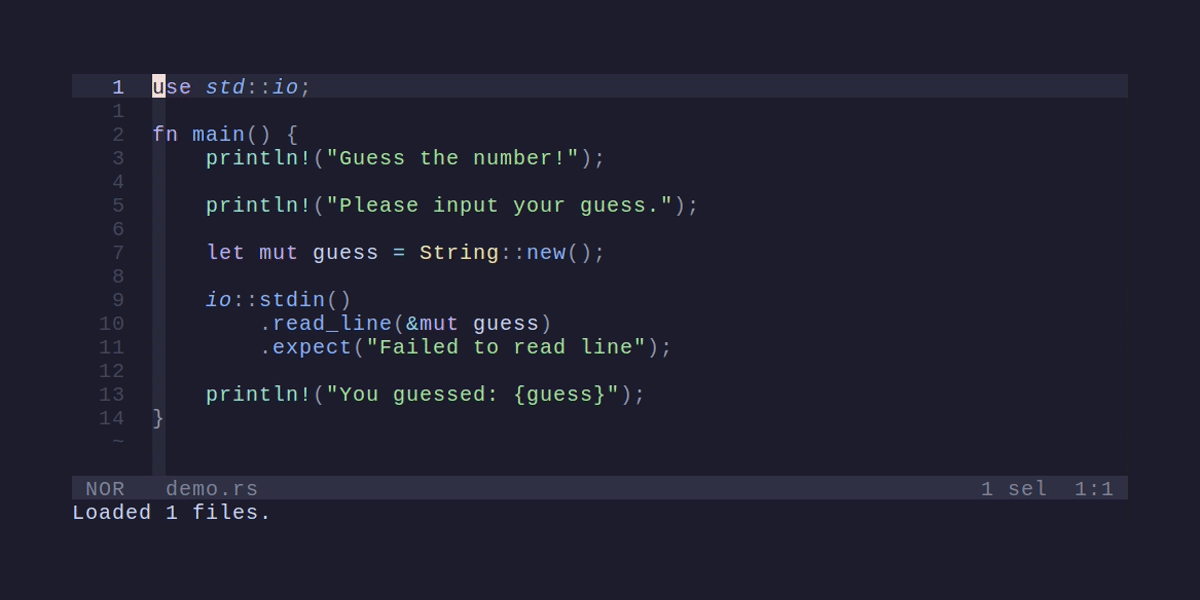 1 use std::io;
1
2 fn main() {
3     println!("Guess the number!");
4
5     println!("Please input your guess.");
6
7     let mut guess = String::new();
8
9     io::stdin()
10         .read_line(&mut guess)
11         .expect("Failed to read line");
12
13     println!("You guessed: {guess}");
14 }
~
NOR   demo.rs   1 sel  1:1
Loaded 1 files.